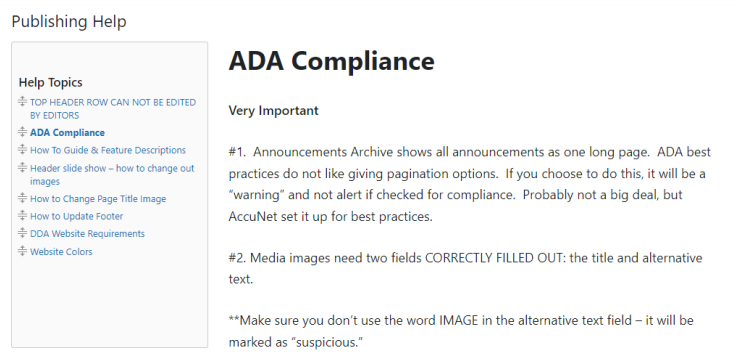 Publishing Help
Help Topics
TOP HEADER ROW CAN NOT BE EDITED
BY EDITORS
ADA Compliance
How To Guide & Feature Descriptions
Header slide show – how to change out
images
How to Change Page Title Image
How to Update Footer
DDA Website Requirements
Website Colors
ADA Compliance
Very Important
#1.  Announcements Archive shows all announcements as one long page.  ADA best
practices do not like giving pagination options.  If you choose to do this, it will be a
“warning” and not alert if checked for compliance.  Probably not a big deal, but
AccuNet set it up for best practices.
#2. Media images need two fields CORRECTLY FILLED OUT: the title and alternative
text.
**Make sure you don’t use the word IMAGE in the alternative text field – it will be
marked as “suspicious.”